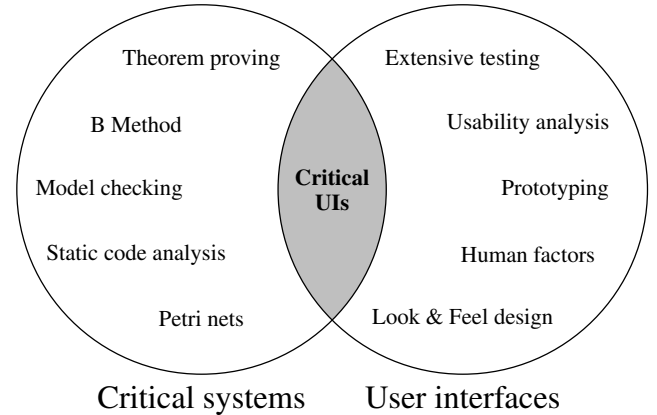 Theorem proving
B Method
Model checking
Static code analysis
Petri nets
Critical
UIs
Extensive testing
Usability analysis
Prototyping
Human factors
Look & Feel design
Critical systems
User interfaces